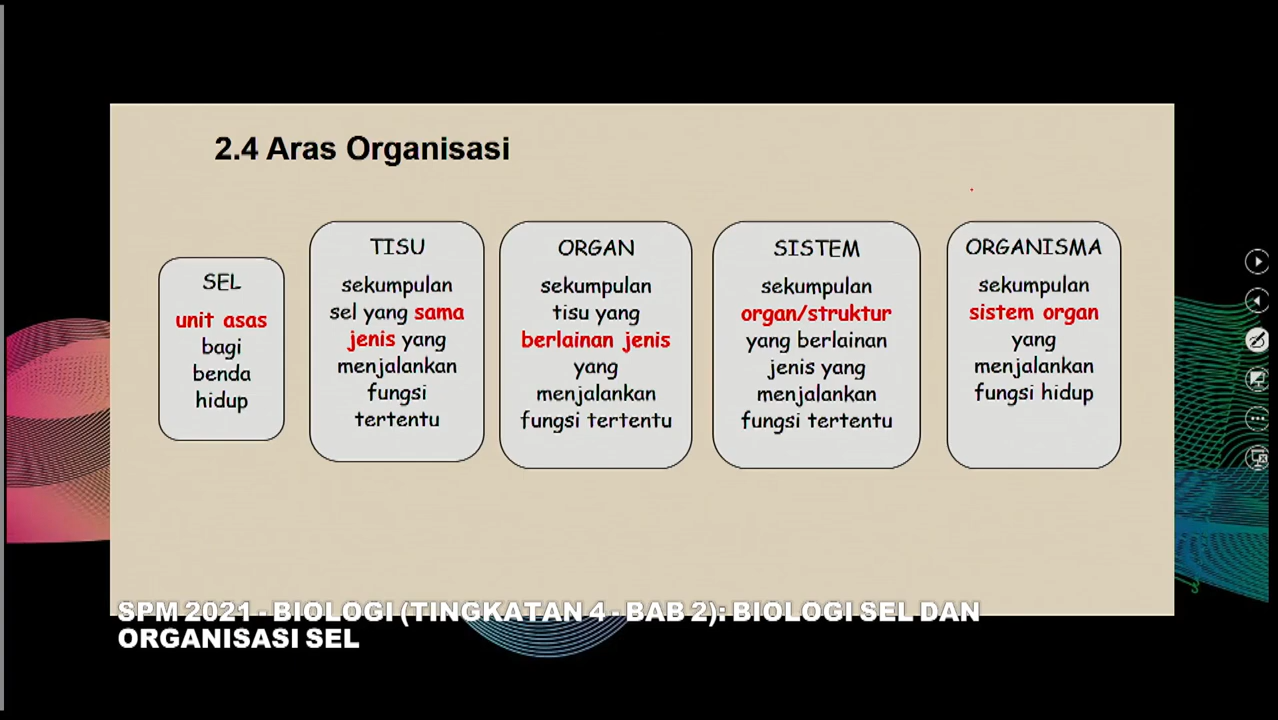 2.4 Aras Organisasi
SEL
unit asas
bagi
benda
hidup
TISU
sekumpulan
sel yang sama
jenis yang
menjalankan
fungsi
tertentu
ORGAN
sekumpulan
tisu yang
berlainan jenis
yang
menjalankan
fungsi tertentu
SISTEM
sekumpulan
organ/struktur
yang berlainan
jenis yang
menjalankan
fungsi tertentu
ORGANISMA
sekumpulan
sistem organ
yang
menjalankan
fungsi hidup
SPM 2021 - BIOLOGI (TINGKATAN 4 - BAB 2): BIOLOGI SEL DAN
ORGANISASI SEL